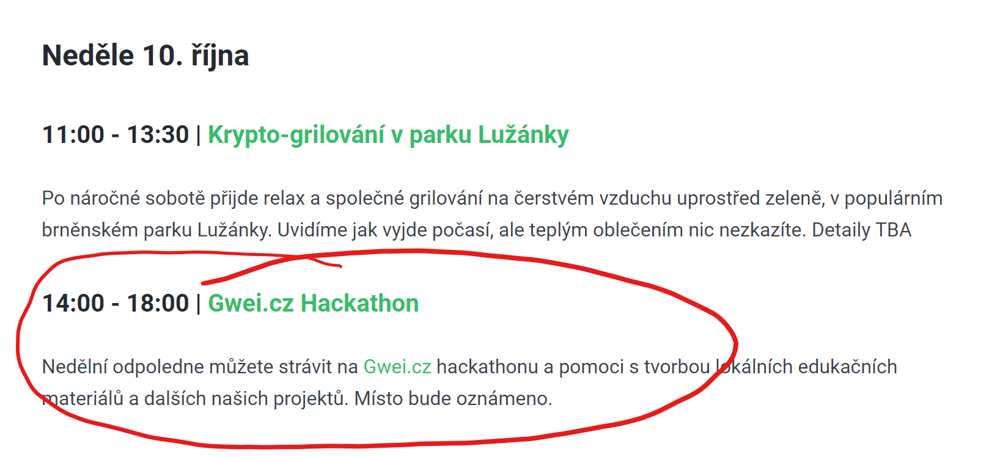 Neděle 10. října
11:00 - 13:30 | Krypto-grilování v parku Lužánky
Po náročné sobotě přijde relax a společné grilování na čerstvém vzduchu uprostřed zeleně, v populárním
brněnském parku Lužánky. Uvidíme jak vyjde počasí, ale teplým oblečením nic nezkazíte. Detaily TBA
14:00 - 18:00 | Gwei.cz Hackathon
Nedělní odpoledne můžete strávit na Gwei.cz hackathonu a pomoci s tvorbou lokálních edukačních
materiálů a dalších našich projektů. Místo bude oznámeno.